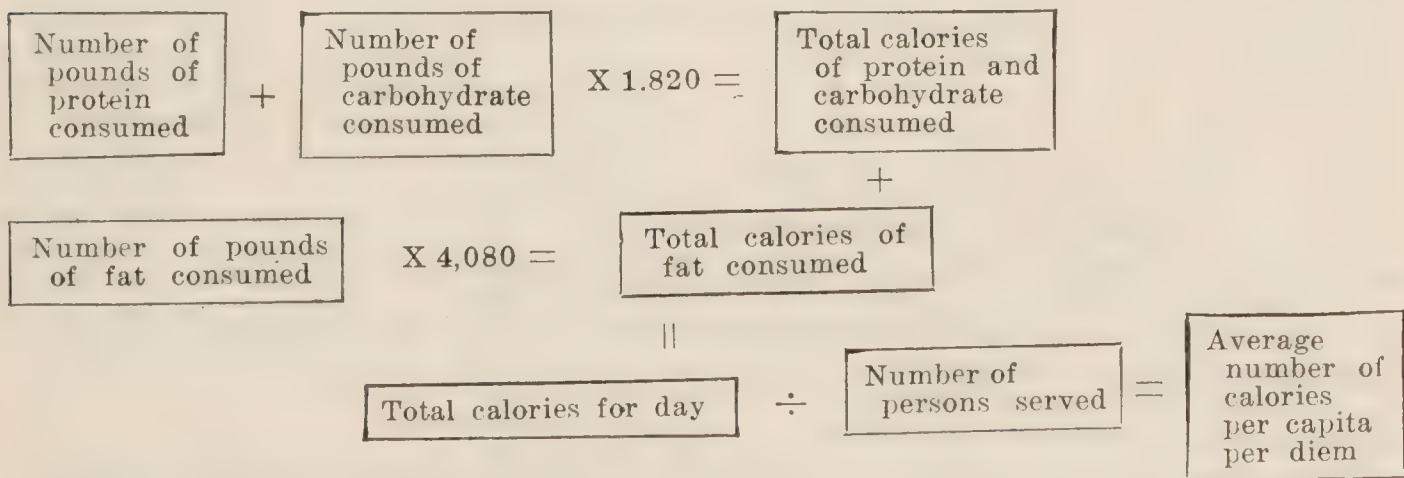 Number of
pounds of
protein
consumed
+
Number of
pounds of
carbohydrate
consumed
X 1.820 =
Total calories
of protein and
carbohydrate
consumed
+
Number of pounds
of fat consumed
X 4,080 =
Total calories of
fat consumed
=
Total calories for day
÷
Number of
persons served
=
Average
number of
calories
per capita
per diem